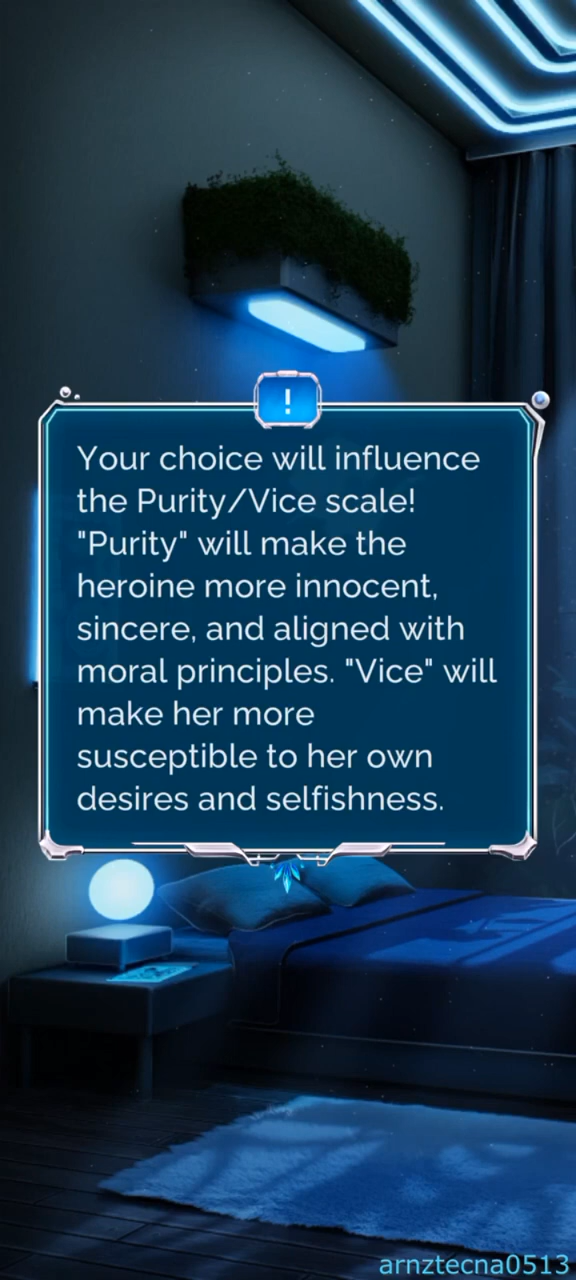 !
Your choice will influence
the Purity/Vice scale!
"Purity" will make the
heroine more innocent,
sincere, and aligned with
moral principles. "Vice" will
make her more
susceptible to her own
desires and selfishness.
arnztecna0513